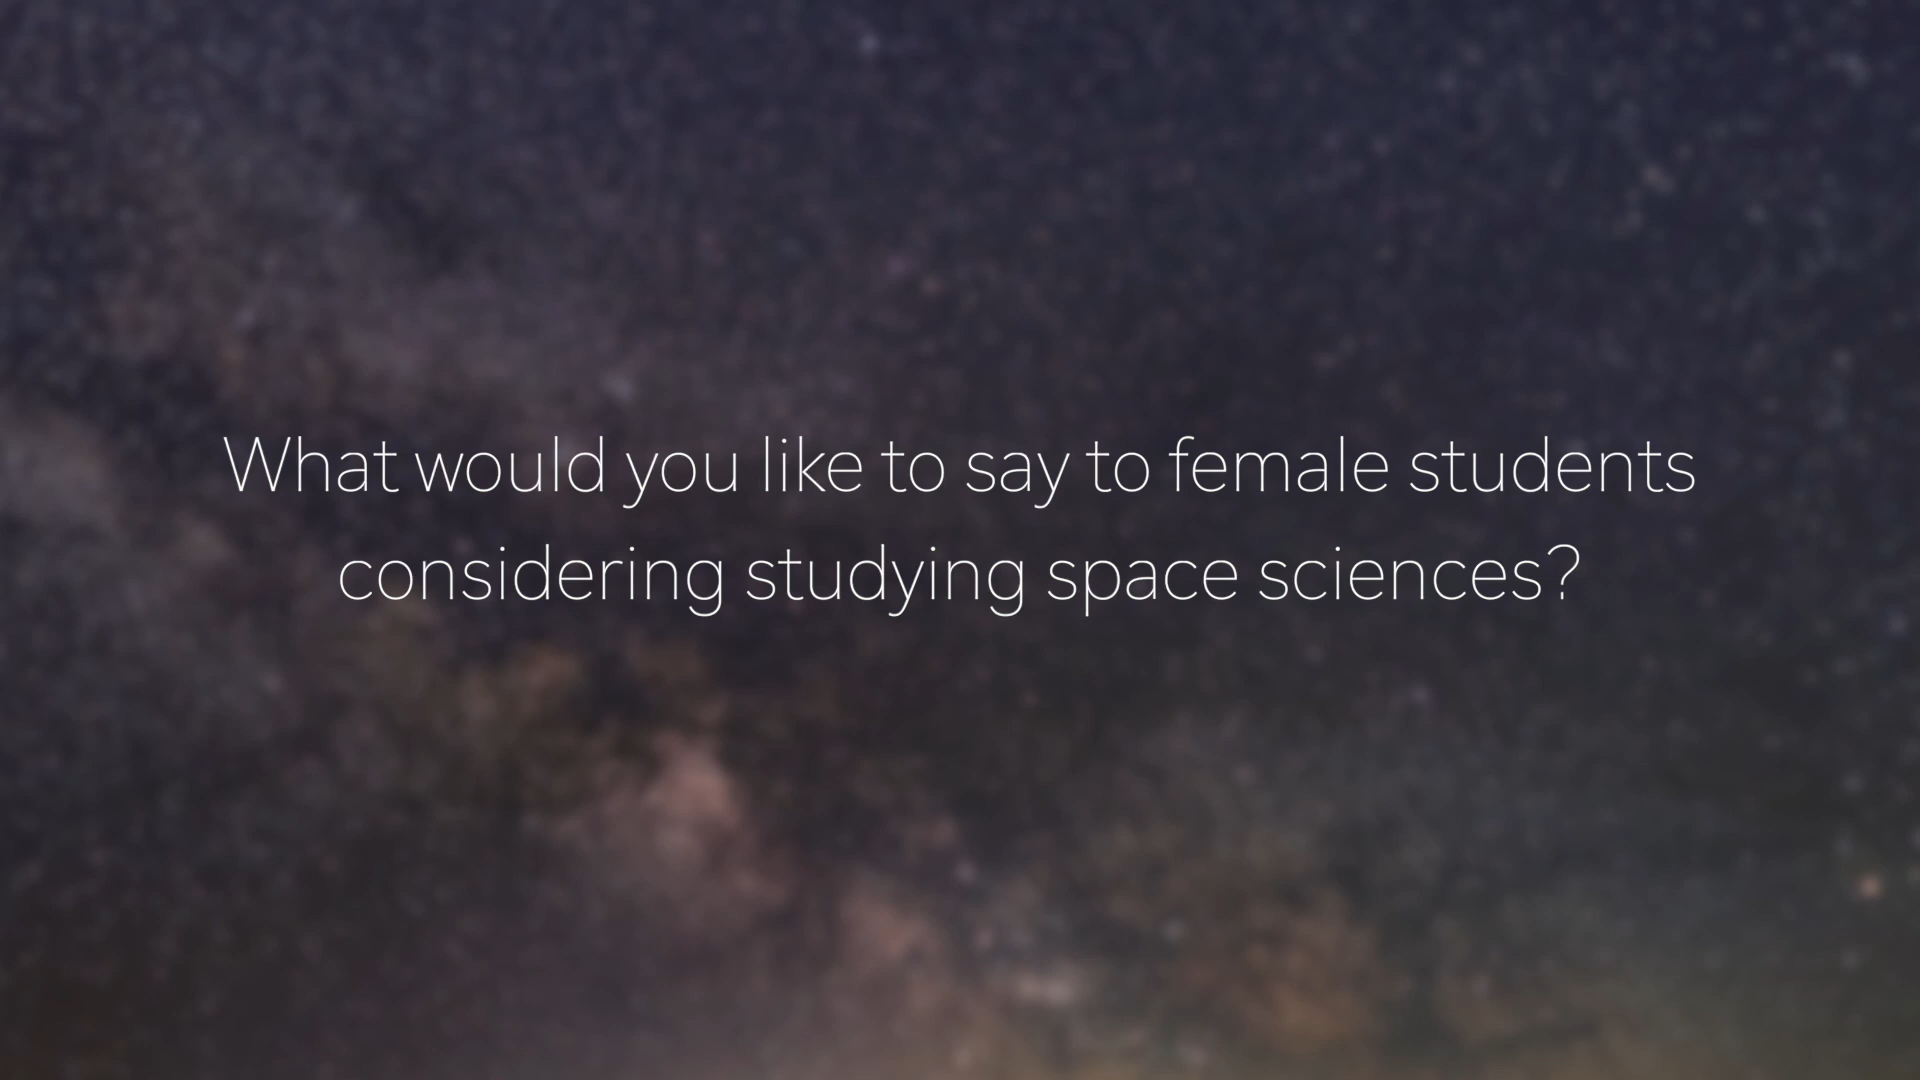 What would you like to say to female students
considering studying space sciences?